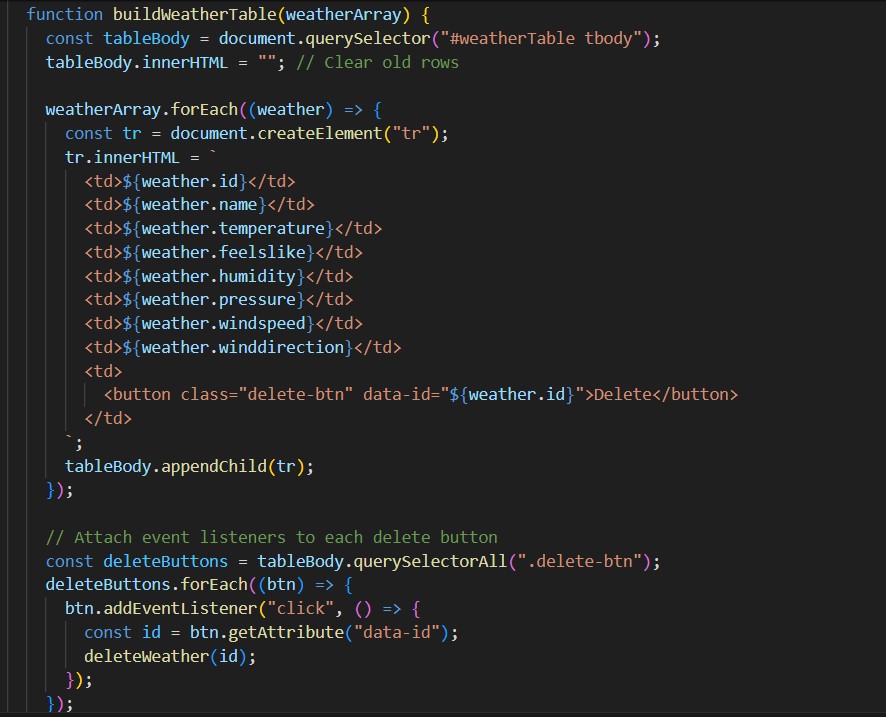 function buildWeatherTable(weatherArray) {
  const tableBody = document.querySelector("#weatherTable tbody");
  tableBody.innerHTML = ""; // Clear old rows

  weatherArray.forEach((weather) => {
    const tr = document.createElement("tr");
    tr.innerHTML = `
      <td>${weather.id}</td>
      <td>${weather.name}</td>
      <td>${weather.temperature}</td>
      <td>${weather.feelslike}</td>
      <td>${weather.humidity}</td>
      <td>${weather.pressure}</td>
      <td>${weather.windspeed}</td>
      <td>${weather.winddirection}</td>
      <td>
        <button class="delete-btn" data-id="${weather.id}">Delete</button>
      </td>
    `;
    tableBody.appendChild(tr);
  });

  // Attach event listeners to each delete button
  const deleteButtons = tableBody.querySelectorAll(".delete-btn");
  deleteButtons.forEach((btn) => {
    btn.addEventListener("click", () => {
      const id = btn.getAttribute("data-id");
      deleteWeather(id);
    });
  });